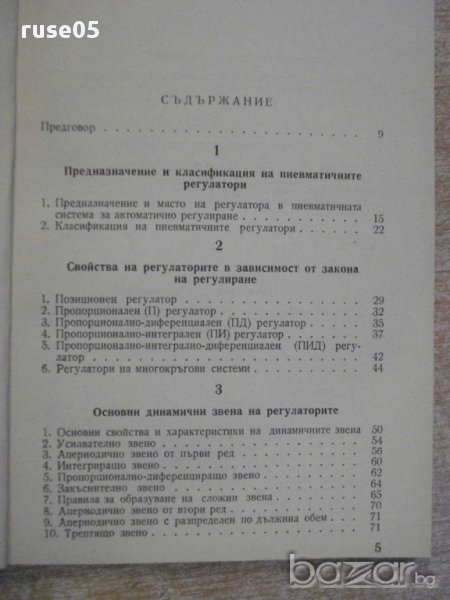 ruse05
СЪДЪРЖАНИЕ
Предговор . . . . . . . . . . . . . . . . . . 9
1
Предназначение и класификация на пневматичните
регулатори
1. Предназначение и място на регулатора в пневматичната
система за автоматично регулиране . . . . . . . . . 15
2. Класификация на пневматичните регулатори . . . . . 22
2
Свойства на регулаторите в зависимост от закона
на регулиране
1. Позиционен регулатор . . . . . . . . . . . . 29
2. Пропорционален (П) регулатор . . . . . . . . . 32
3. Пропорционално-диференциален (ПД) регулатор . . . . 35
4. Пропорционално-интегрален (ПИ) регулатор . . . . . 37
5. Пропорционално-интегрално-диференциален (ПИД) регу-
латор . . . . . . . . . . . . . . . . . . 42
6. Регулатори на многокръгови системи . . . . . . . 44
3
Основни динамични звена на регулаторите
1. Основни свойства и характеристики на динамичните звена 50
2. Усилвателно звено . . . . . . . . . . . . . 54
3. Апериодично звено от първи ред . . . . . . . . 56
4. Интегриращо звено . . . . . . . . . . . . . 60
5. Пропорционално-диференциращо звено . . . . . . . 62
6. Закъснително звено . . . . . . . . . . . . . 64
7. Правила за образуване на сложни звена . . . . . . 65
8. Апериодично звено от втори ред . . . . . . . . 70
9. Апериодично звено с разпределен по дължина обем . . . 71
10. Трептящо звено . . . . . . . . . . . . . . 71
5
bazar.bg